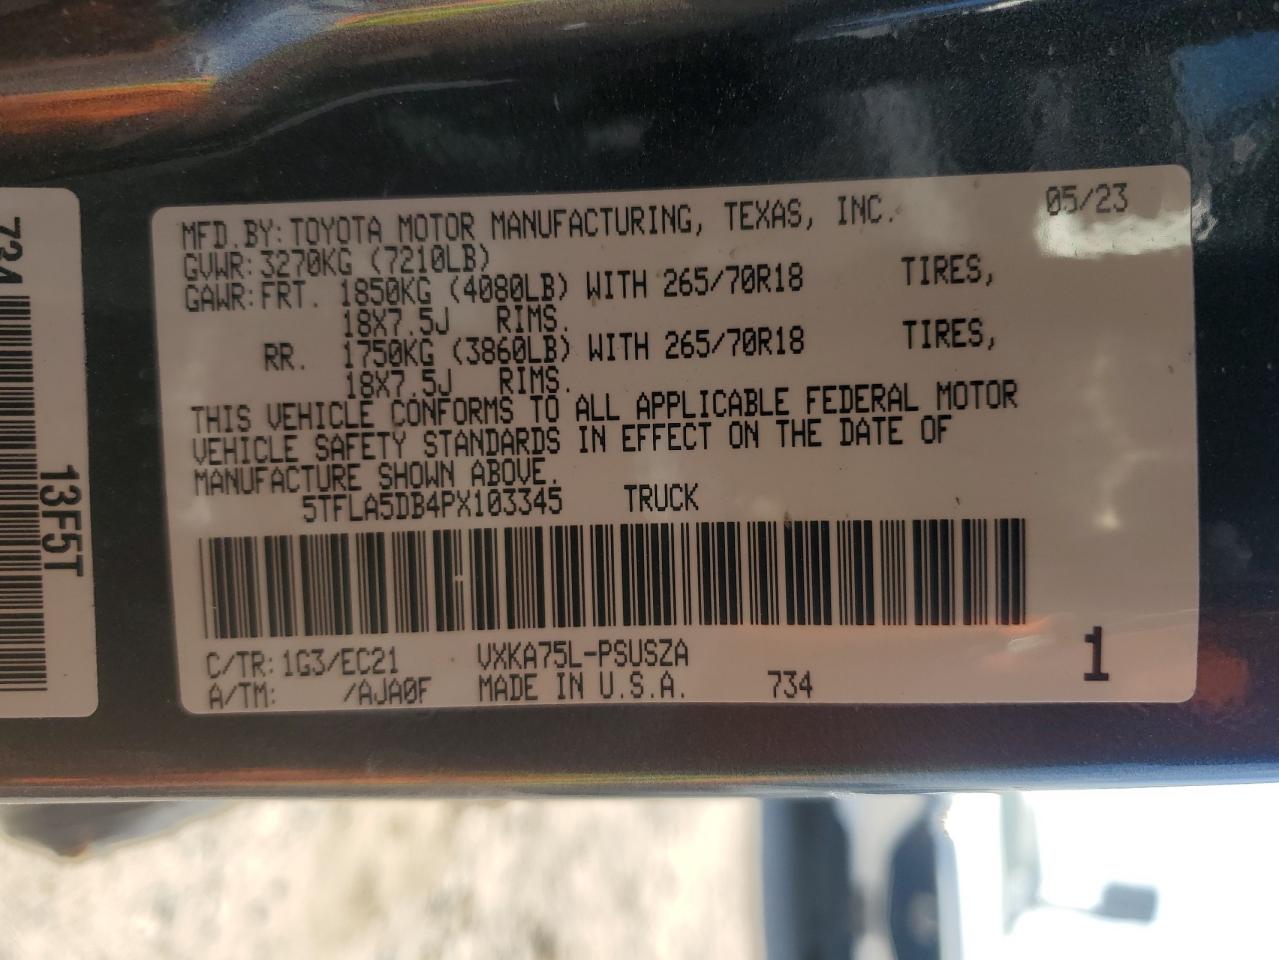 MFD.BY:TOYOTA MOTOR MANUFACTURING, TEXAS, INC. 05/23
GVWR:3270KG (7210LB)
GAWR:FRT. 1850KG (4080LB) WITH 265/70R18 TIRES,
18X7.5J RIMS.
RR. 1750KG (3860LB) WITH 265/70R18 TIRES,
18X7.5J RIMS.
THIS VEHICLE CONFORMS TO ALL APPLICABLE FEDERAL MOTOR
VEHICLE SAFETY STANDARDS IN EFFECT ON THE DATE OF
MANUFACTURE SHOWN ABOVE.
5TFLA5DB4PX103345 TRUCK
C/TR:1G3/EC21 VXKA75L-PSUSZA
A/TM: /AJA0F MADE IN U.S.A. 734
1
734
13F5T